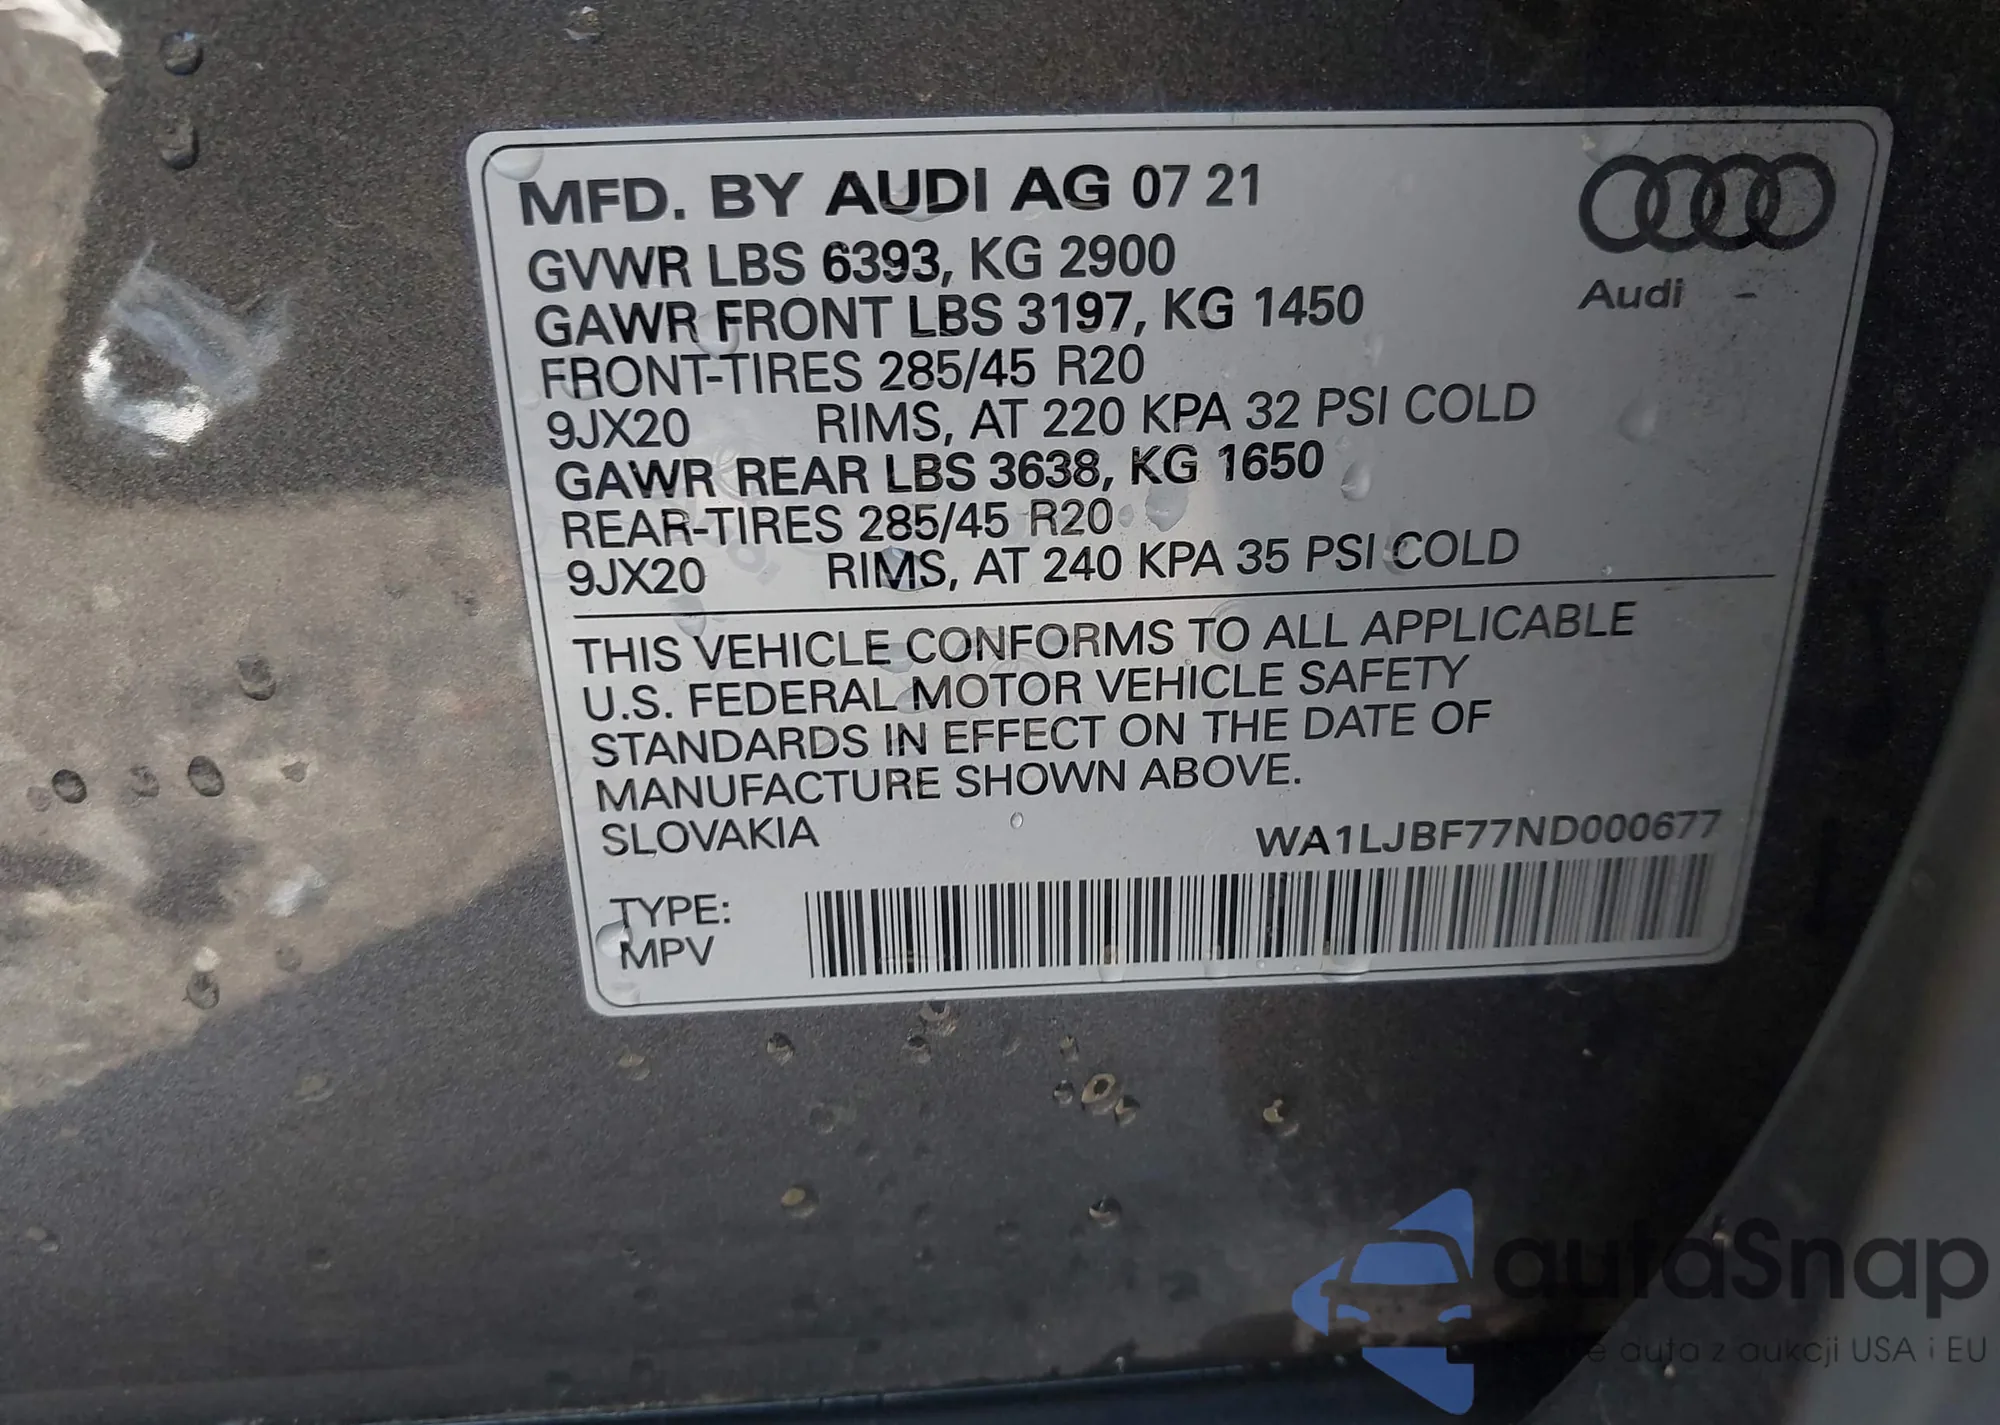 MFD. BY AUDI AG 07 21
GVWR LBS 6393, KG 2900
GAWR FRONT LBS 3197, KG 1450
FRONT-TIRES 285/45 R20
9JX20 RIMS, AT 220 KPA 32 PSI COLD
GAWR REAR LBS 3638, KG 1650
REAR-TIRES 285/45 R20
9JX20 RIMS, AT 240 KPA 35 PSI COLD
Audi -
THIS VEHICLE CONFORMS TO ALL APPLICABLE
U.S. FEDERAL MOTOR VEHICLE SAFETY
STANDARDS IN EFFECT ON THE DATE OF
MANUFACTURE SHOWN ABOVE.
SLOVAKIA WA1LJBF77ND000677
TYPE:
MPV
autaSnap
auta z aukcji USA i EU